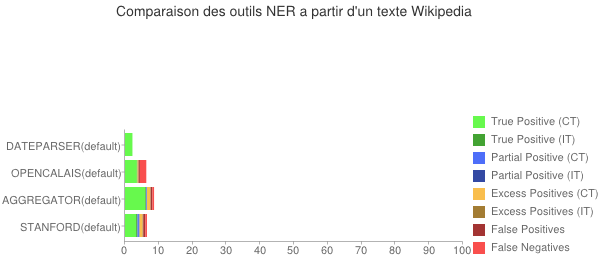 Comparaison des outils NER a partir d'un texte Wikipedia
True Positive (CT)
True Positive (IT)
Partial Positive (CT)
Partial Positive (IT)
Excess Positives (CT)
Excess Positives (IT)
False Positives
False Negatives
DATEPARSER(default)
OPENCALAIS(default)
AGGREGATOR(default)
STANFORD(default)
0 10 20 30 40 50 60 70 80 90 100